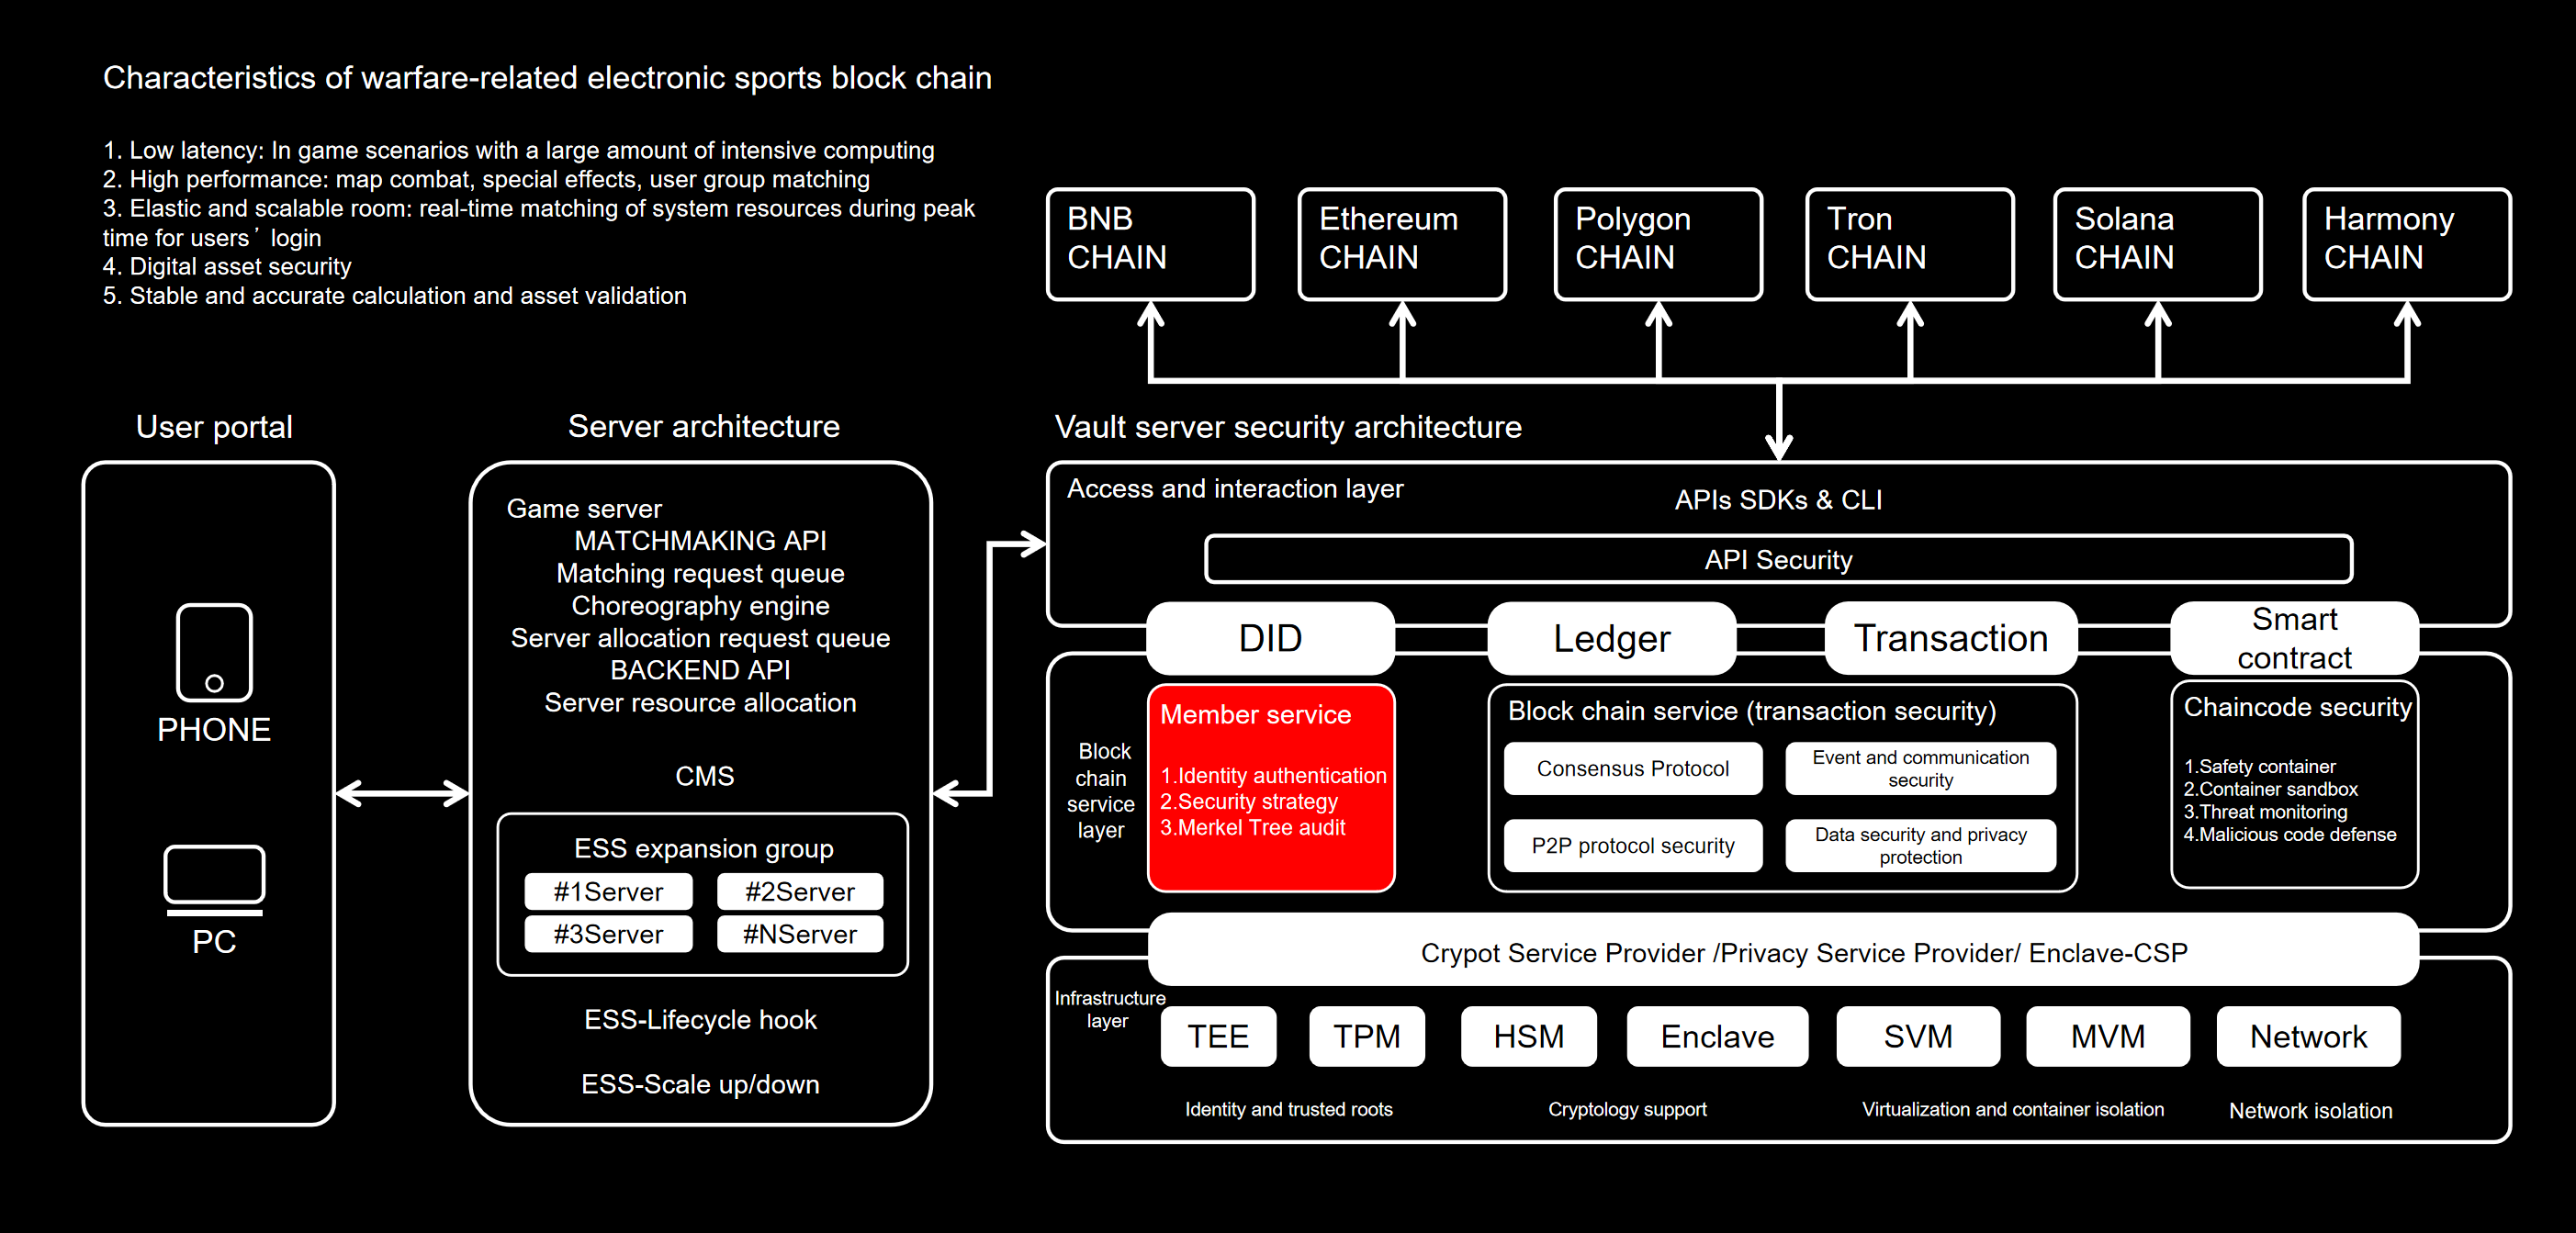 Characteristics of warfare-related electronic sports block chain
1. Low latency: In game scenarios with a large amount of intensive computing
2. High performance: map combat, special effects, user group matching
3. Elastic and scalable room: real-time matching of system resources during peak
time for users’ login
4. Digital asset security
5. Stable and accurate calculation and asset validation
BNB
CHAIN
Ethereum
CHAIN
Polygon
CHAIN
Tron
CHAIN
Solana
CHAIN
Harmony
CHAIN
User portal
PHONE
PC
Server architecture
Game server
MATCHMAKING API
Matching request queue
Choreography engine
Server allocation request queue
BACKEND API
Server resource allocation
CMS
ESS expansion group
#1Server
#2Server
#3Server
#NServer
ESS-Lifecycle hook
ESS-Scale up/down
Vault server security architecture
Access and interaction layer
APIs SDKs & CLI
API Security
DID
Ledger
Transaction
Smart
contract
Block
chain
service
layer
Member service
1.Identity authentication
2.Security strategy
3.Merkel Tree audit
Block chain service (transaction security)
Consensus Protocol
Event and communication
security
P2P protocol security
Data security and privacy
protection
Chaincode security
1.Safety container
2.Container sandbox
3.Threat monitoring
4.Malicious code defense
Crypot Service Provider /Privacy Service Provider/ Enclave-CSP
Infrastructure
layer
TEE
TPM
HSM
Enclave
SVM
MVM
Network
Identity and trusted roots
Cryptology support
Virtualization and container isolation
Network isolation